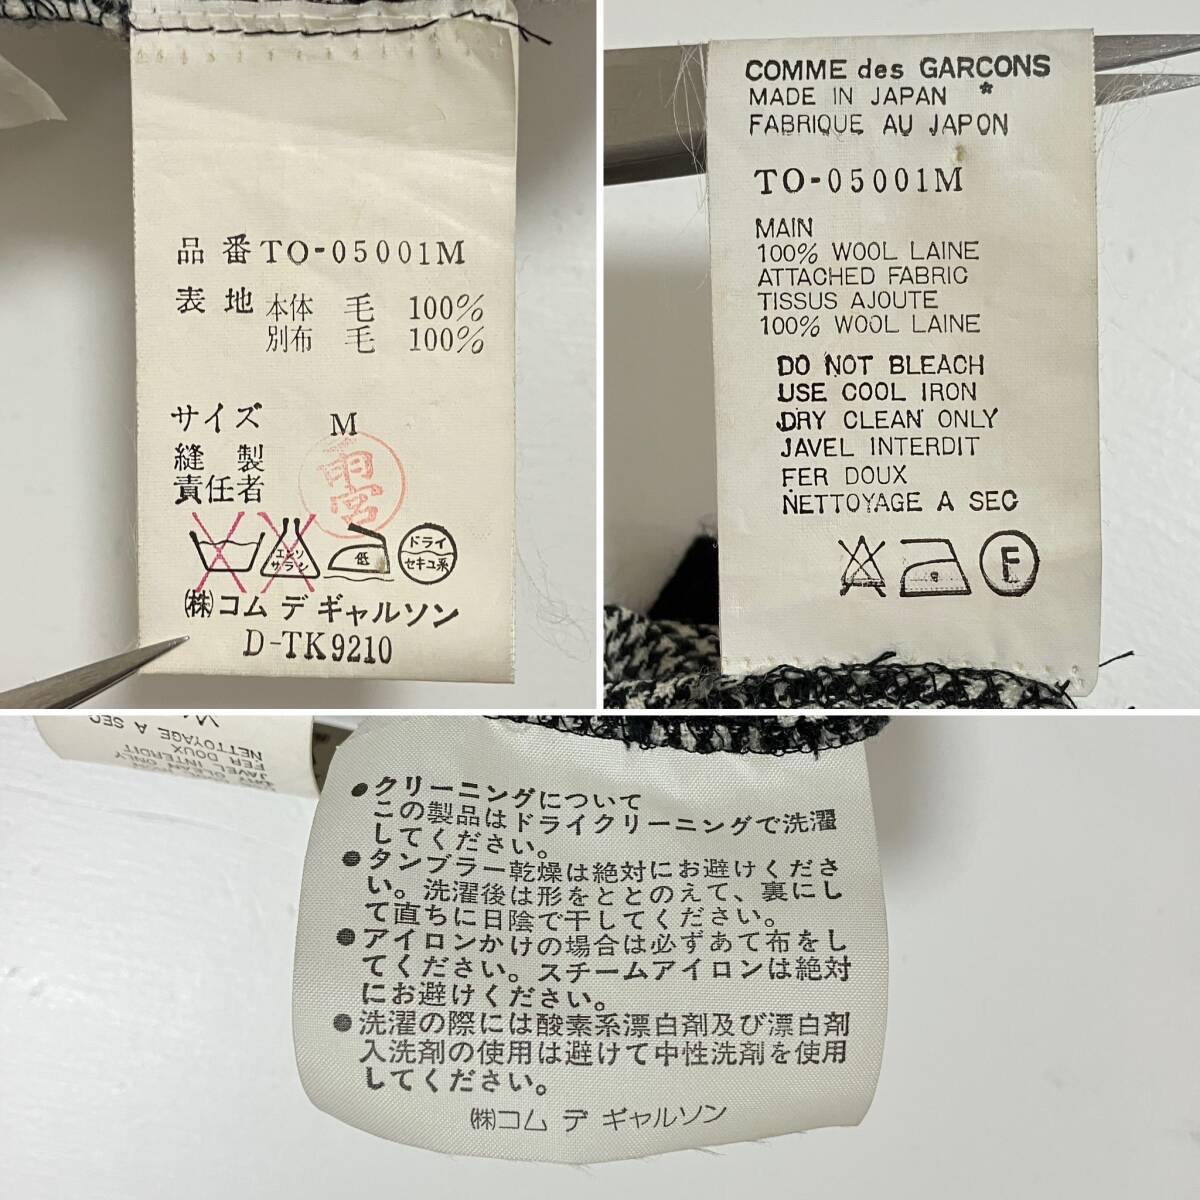 品番 TO-05001M
表地 本体 毛 100%
別布 毛 100%
サイズ M
縫製
責任者
雨宮
エンソ
サラシ
低
ドライ
セキユ系
㈱コム デ ギャルソン
D-TK9210
COMME des GARCONS
MADE IN JAPAN *
FABRIQUE AU JAPON
TO-05001M
MAIN
100% WOOL LAINE
ATTACHED FABRIC
TISSUS AJOUTE
100% WOOL LAINE
DO NOT BLEACH
USE COOL IRON
DRY CLEAN ONLY
JAVEL INTERDIT
FER DOUX
NETTOYAGE A SEC
F
NETTOYAGE A SEC
FER DOUX
JAVEL INTERDIT
DRY CLEAN ONLY
●クリーニングについて
この製品はドライクリーニングで洗濯
してください。
●タンブラー乾燥は絶対にお避けくださ
い。洗濯後は形をととのえて、裏にし
て直ちに日陰で干してください。
●アイロンかけの場合は必ずあて布をし
てください。スチームアイロンは絶対
にお避けください。
●洗濯の際には酸素系漂白剤及び漂白剤
入洗剤の使用は避けて中性洗剤を使用
してください。
㈱コム デ ギャルソン